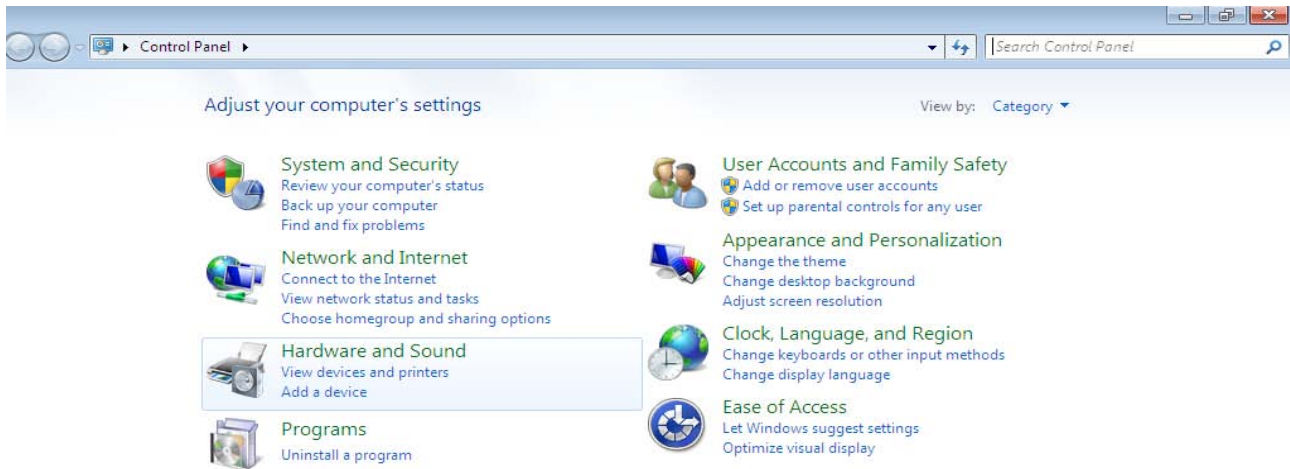 Control Panel
Search Control Panel
Adjust your computer's settings
View by: Category
System and Security
Review your computer's status
Back up your computer
Find and fix problems
Network and Internet
Connect to the Internet
View network status and tasks
Choose homegroup and sharing options
Hardware and Sound
View devices and printers
Add a device
Programs
Uninstall a program
User Accounts and Family Safety
Add or remove user accounts
Set up parental controls for any user
Appearance and Personalization
Change the theme
Change desktop background
Adjust screen resolution
Clock, Language, and Region
Change keyboards or other input methods
Change display language
Ease of Access
Let Windows suggest settings
Optimize visual display